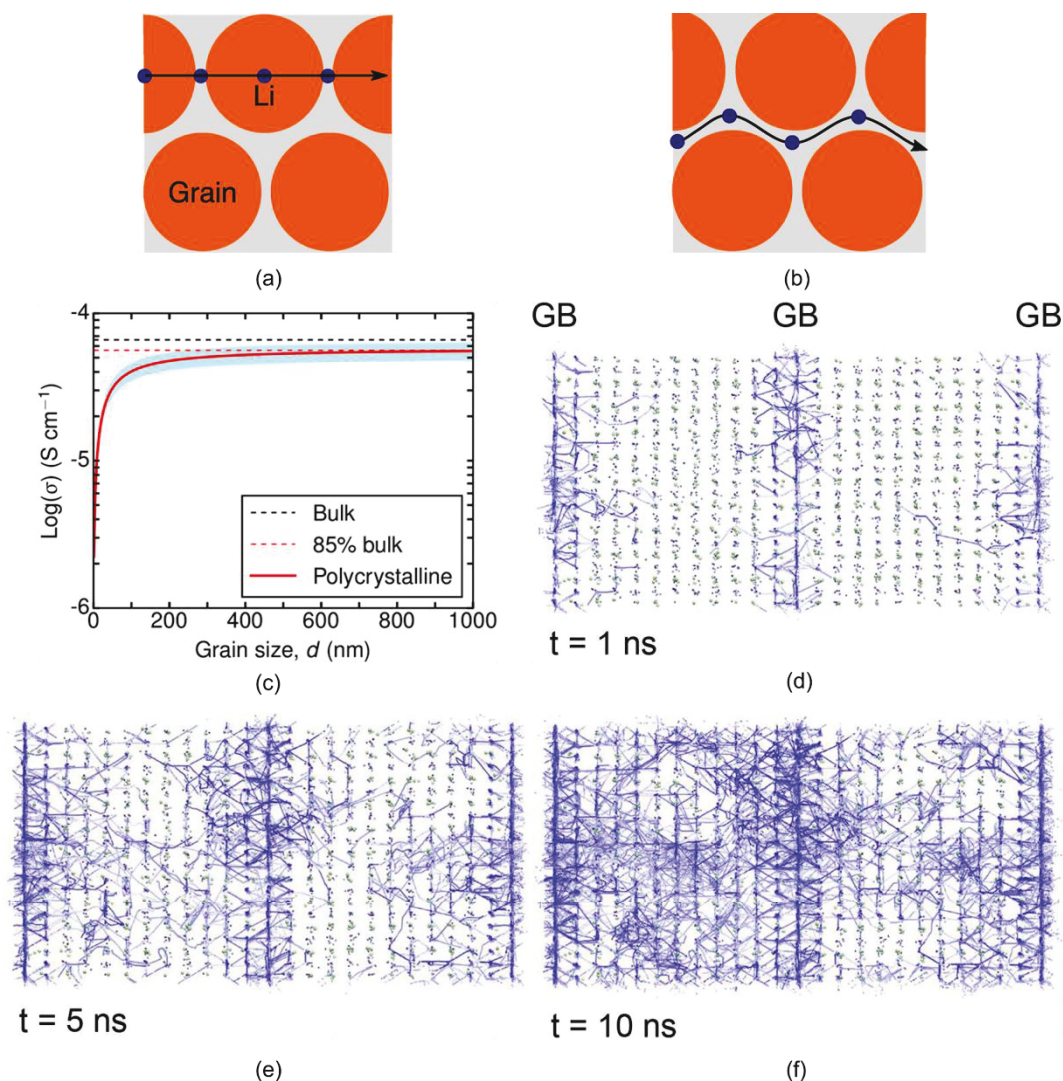 Li
Grain
(a)
(b)
Log(σ) (S cm⁻¹)
-4
-5
-6
Bulk
85% bulk
Polycrystalline
0 200 400 600 800 1000
Grain size, d (nm)
(c)
GB GB GB
t = 1 ns
(d)
t = 5 ns
(e)
t = 10 ns
(f)